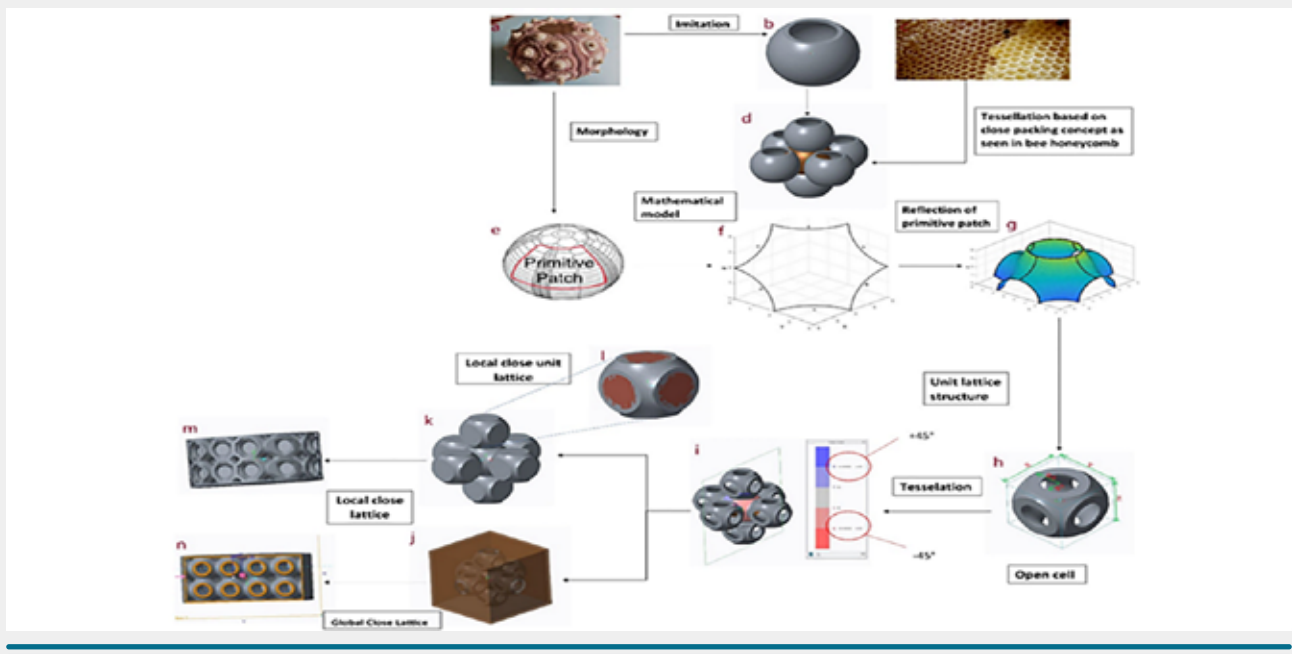 a
Imitation
b
Morphology
d
Tessellation based on
close packing concept as
seen in bee honeycomb
Mathematical
model
Reflection of
primitive patch
e
Primitive
Patch
f
g
Local close unit
lattice
l
Unit lattice
structure
m
k
+45°
i
h
Tesselation
Local close
lattice
n
j
-45°
Open cell
Global Close Lattice